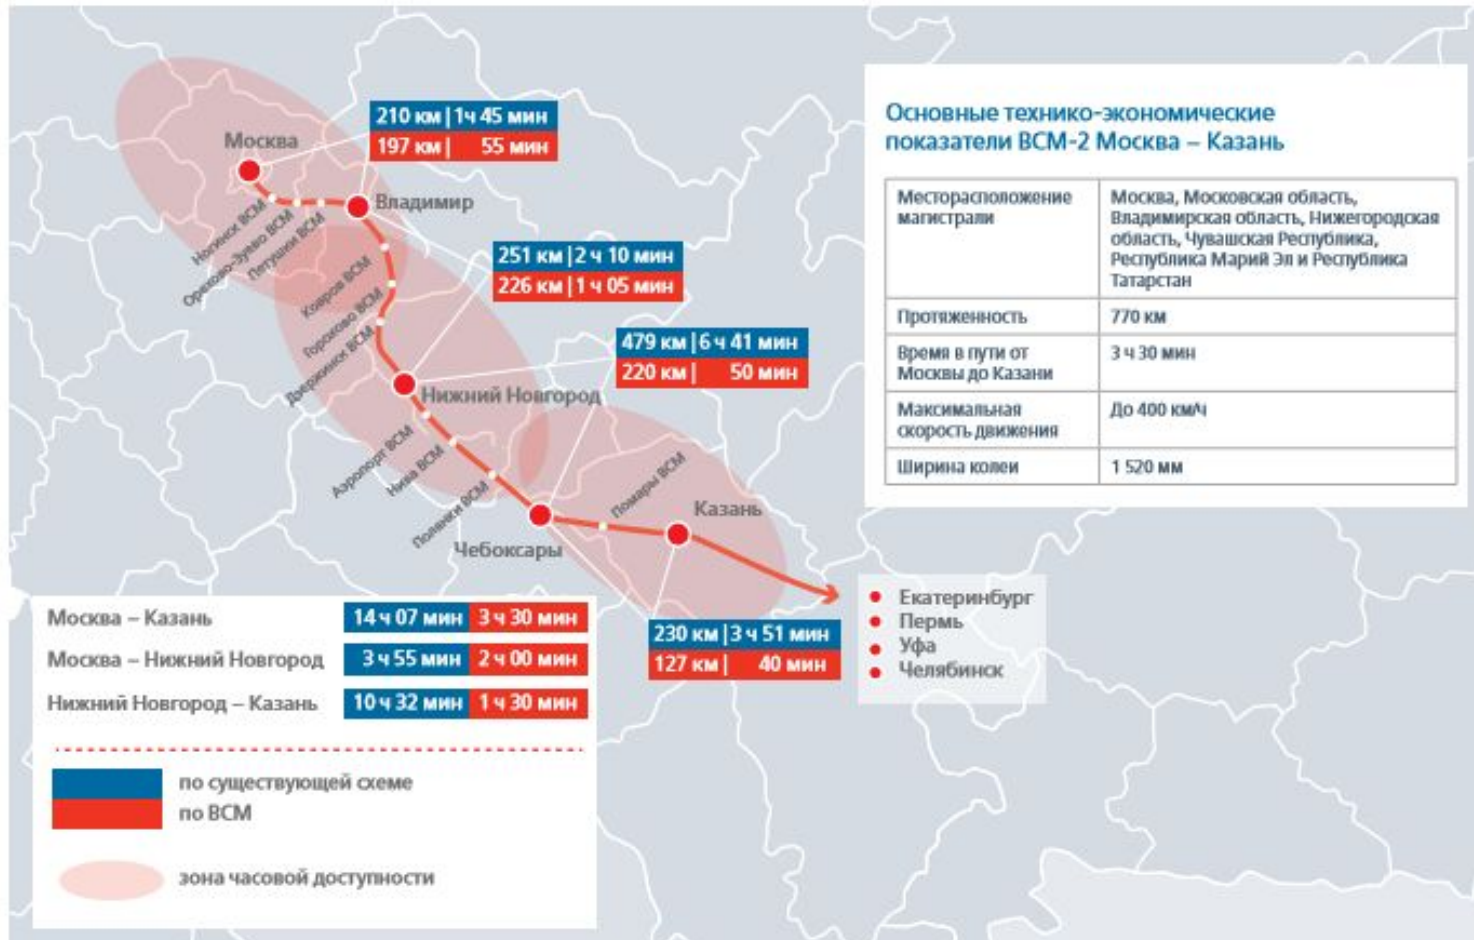 210 км | 1ч 45 мин
197 км | 55 мин
Москва
Владимир
Ногинск ВСМ
Орехово-Зуево ВСМ
Петушки ВСМ
251 км | 2 ч 10 мин
226 км | 1 ч 05 мин
Ковров ВСМ
Горохово ВСМ
Дзержинск ВСМ
479 км | 6 ч 41 мин
220 км | 50 мин
Нижний Новгород
Аэропорт ВСМ
Нива ВСМ
Полянки ВСМ
Помары ВСМ
Казань
Чебоксары
230 км | 3 ч 51 мин
127 км | 40 мин
Екатеринбург
Пермь
Уфа
Челябинск
Основные технико-экономические
показатели ВСМ-2 Москва – Казань
Месторасположение
магистрали
Москва, Московская область,
Владимирская область, Нижегородская
область, Чувашская Республика,
Республика Марий Эл и Республика
Татарстан
Протяженность
770 км
Время в пути от
Москвы до Казани
3 ч 30 мин
Максимальная
скорость движения
До 400 км/ч
Ширина колеи
1 520 мм
Москва – Казань 14 ч 07 мин 3 ч 30 мин
Москва – Нижний Новгород 3 ч 55 мин 2 ч 00 мин
Нижний Новгород – Казань 10 ч 32 мин 1 ч 30 мин
по существующей схеме
по ВСМ
зона часовой доступности